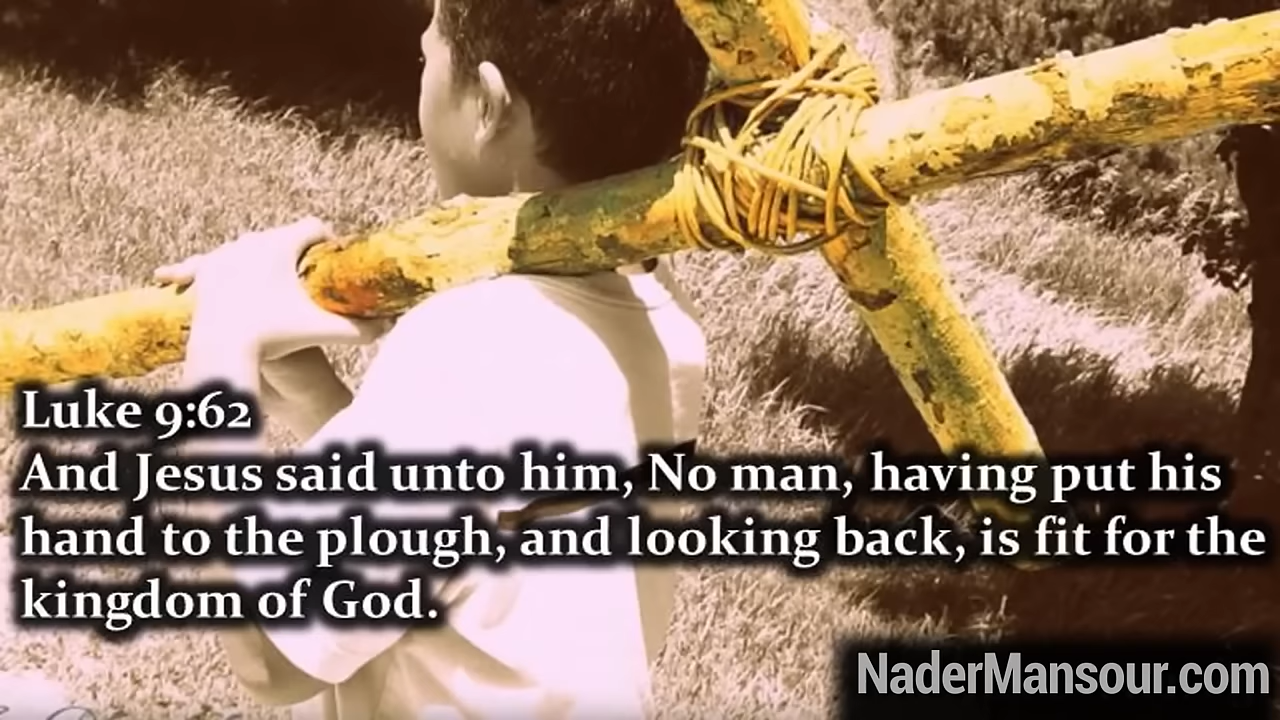 Luke 9:62
And Jesus said unto him, No man, having put his
hand to the plough, and looking back, is fit for the
kingdom of God.
NaderMansour.com